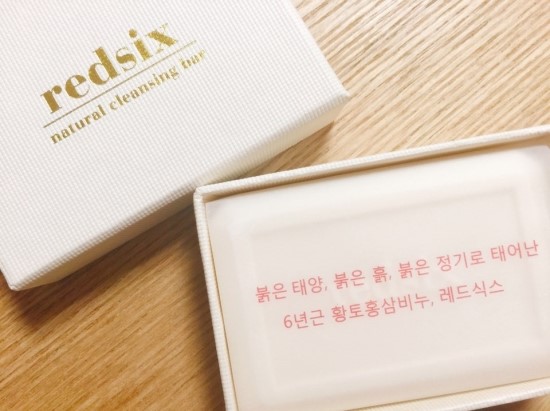 redsix
natural cleansing bar
붉은 태양, 붉은 흙, 붉은 정기로 태어난
6년근 황토홍삼비누, 레드식스